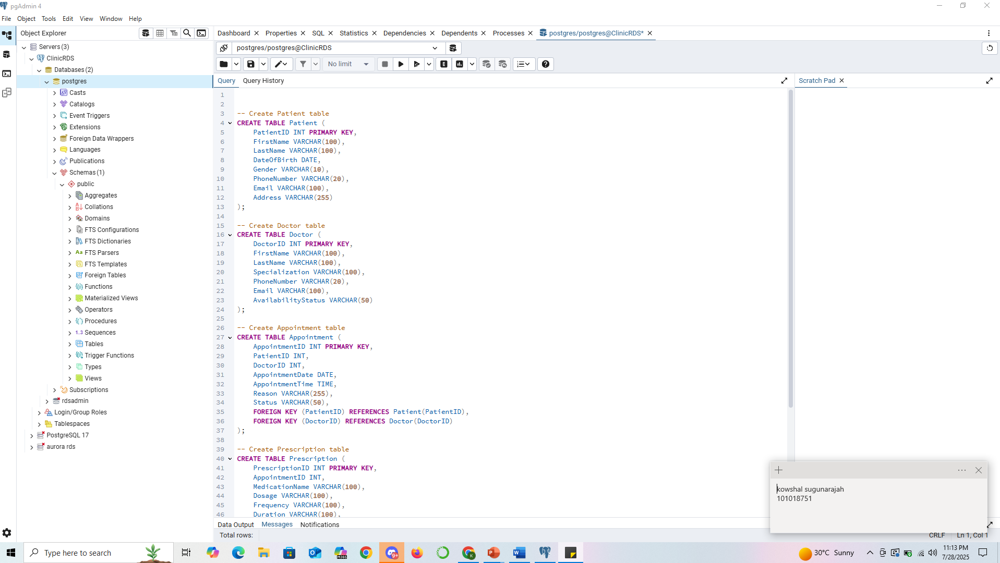 pgAdmin 4
File Object Tools Edit View Window Help
Object Explorer
Dashboard Properties SQL Statistics Dependencies Dependents Processes postgres/postgres@ClinicRDS*
Servers (3)
ClinicRDS
Databases (2)
postgres
Casts
Catalogs
Event Triggers
Extensions
Foreign Data Wrappers
Languages
Publications
Schemas (1)
public
Aggregates
Collations
Domains
FTS Configurations
FTS Dictionaries
Aa FTS Parsers
FTS Templates
Foreign Tables
Functions
Materialized Views
Operators
Procedures
1..3 Sequences
Tables
Trigger Functions
Types
Views
Subscriptions
rdsadmin
Login/Group Roles
Tablespaces
PostgreSQL 17
aurora rds
postgres/postgres@ClinicRDS
No limit
E
Query Query History
Scratch Pad
1
2
3 -- Create Patient table
4 CREATE TABLE Patient (
5 PatientID INT PRIMARY KEY,
6 FirstName VARCHAR(100),
7 LastName VARCHAR(100),
8 DateOfBirth DATE,
9 Gender VARCHAR(10),
10 PhoneNumber VARCHAR(20),
11 Email VARCHAR(100),
12 Address VARCHAR(255)
13 );
14
15 -- Create Doctor table
16 CREATE TABLE Doctor (
17 DoctorID INT PRIMARY KEY,
18 FirstName VARCHAR(100),
19 LastName VARCHAR(100),
20 Specialization VARCHAR(100),
21 PhoneNumber VARCHAR(20),
22 Email VARCHAR(100),
23 AvailabilityStatus VARCHAR(50)
24 );
25
26 -- Create Appointment table
27 CREATE TABLE Appointment (
28 AppointmentID INT PRIMARY KEY,
29 PatientID INT,
30 DoctorID INT,
31 AppointmentDate DATE,
32 AppointmentTime TIME,
33 Reason VARCHAR(255),
34 Status VARCHAR(50),
35 FOREIGN KEY (PatientID) REFERENCES Patient(PatientID),
36 FOREIGN KEY (DoctorID) REFERENCES Doctor(DoctorID)
37 );
38
39 -- Create Prescription table
40 CREATE TABLE Prescription (
41 PrescriptionID INT PRIMARY KEY,
42 AppointmentID INT,
43 MedicationName VARCHAR(100),
44 Dosage VARCHAR(100),
45 Frequency VARCHAR(100),
46 Duration VARCHAR(100),
Data Output Messages Notifications
Total rows:
CRLF Ln 1, Col 1
kowshal sugunarajah
101018751
Type here to search
M365
9+
K
30°C Sunny
11:13 PM
7/28/2025